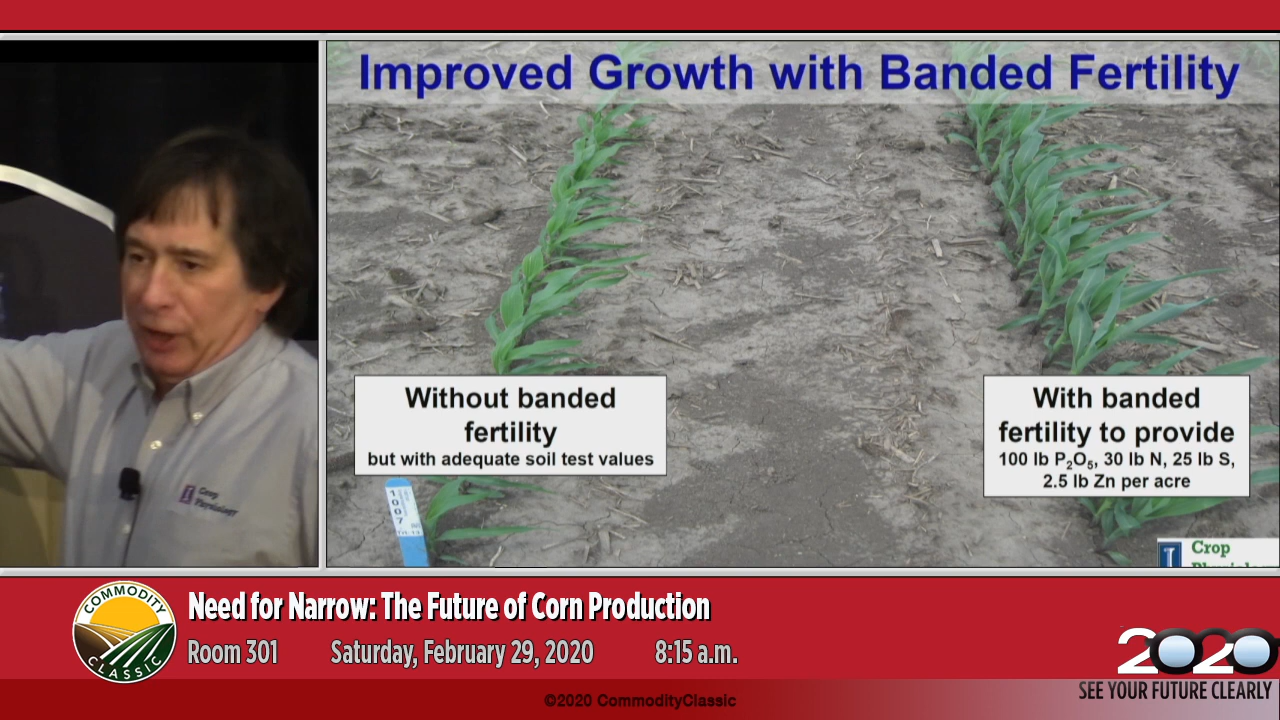 Improved Growth with Banded Fertility
Without banded
fertility
but with adequate soil test values
With banded
fertility to provide
100 lb P₂O₅, 30 lb N, 25 lb S,
2.5 lb Zn per acre
1007
Crop
Crop
Physiology
COMMODITY
CLASSIC
Need for Narrow: The Future of Corn Production
Room 301 Saturday, February 29, 2020 8:15 a.m.
2020
SEE YOUR FUTURE CLEARLY
©2020 CommodityClassic